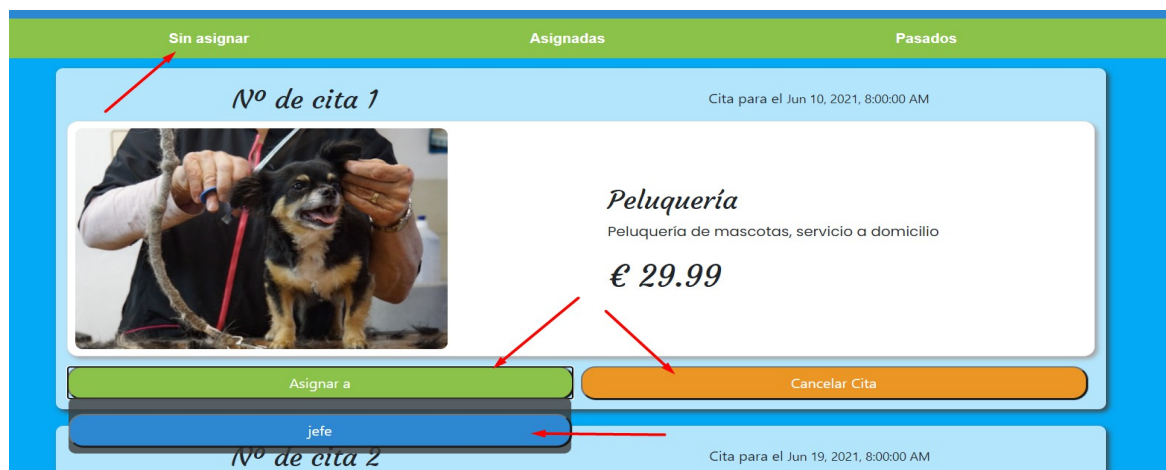 Sin asignar Asignadas Pasados
Nº de cita 1 Cita para el Jun 10, 2021, 8:00:00 AM
Peluquería
Peluquería de mascotas, servicio a domicilio
€ 29.99
Asignar a Cancelar Cita
jefe
Nº de cita 2 Cita para el Jun 19, 2021, 8:00:00 AM